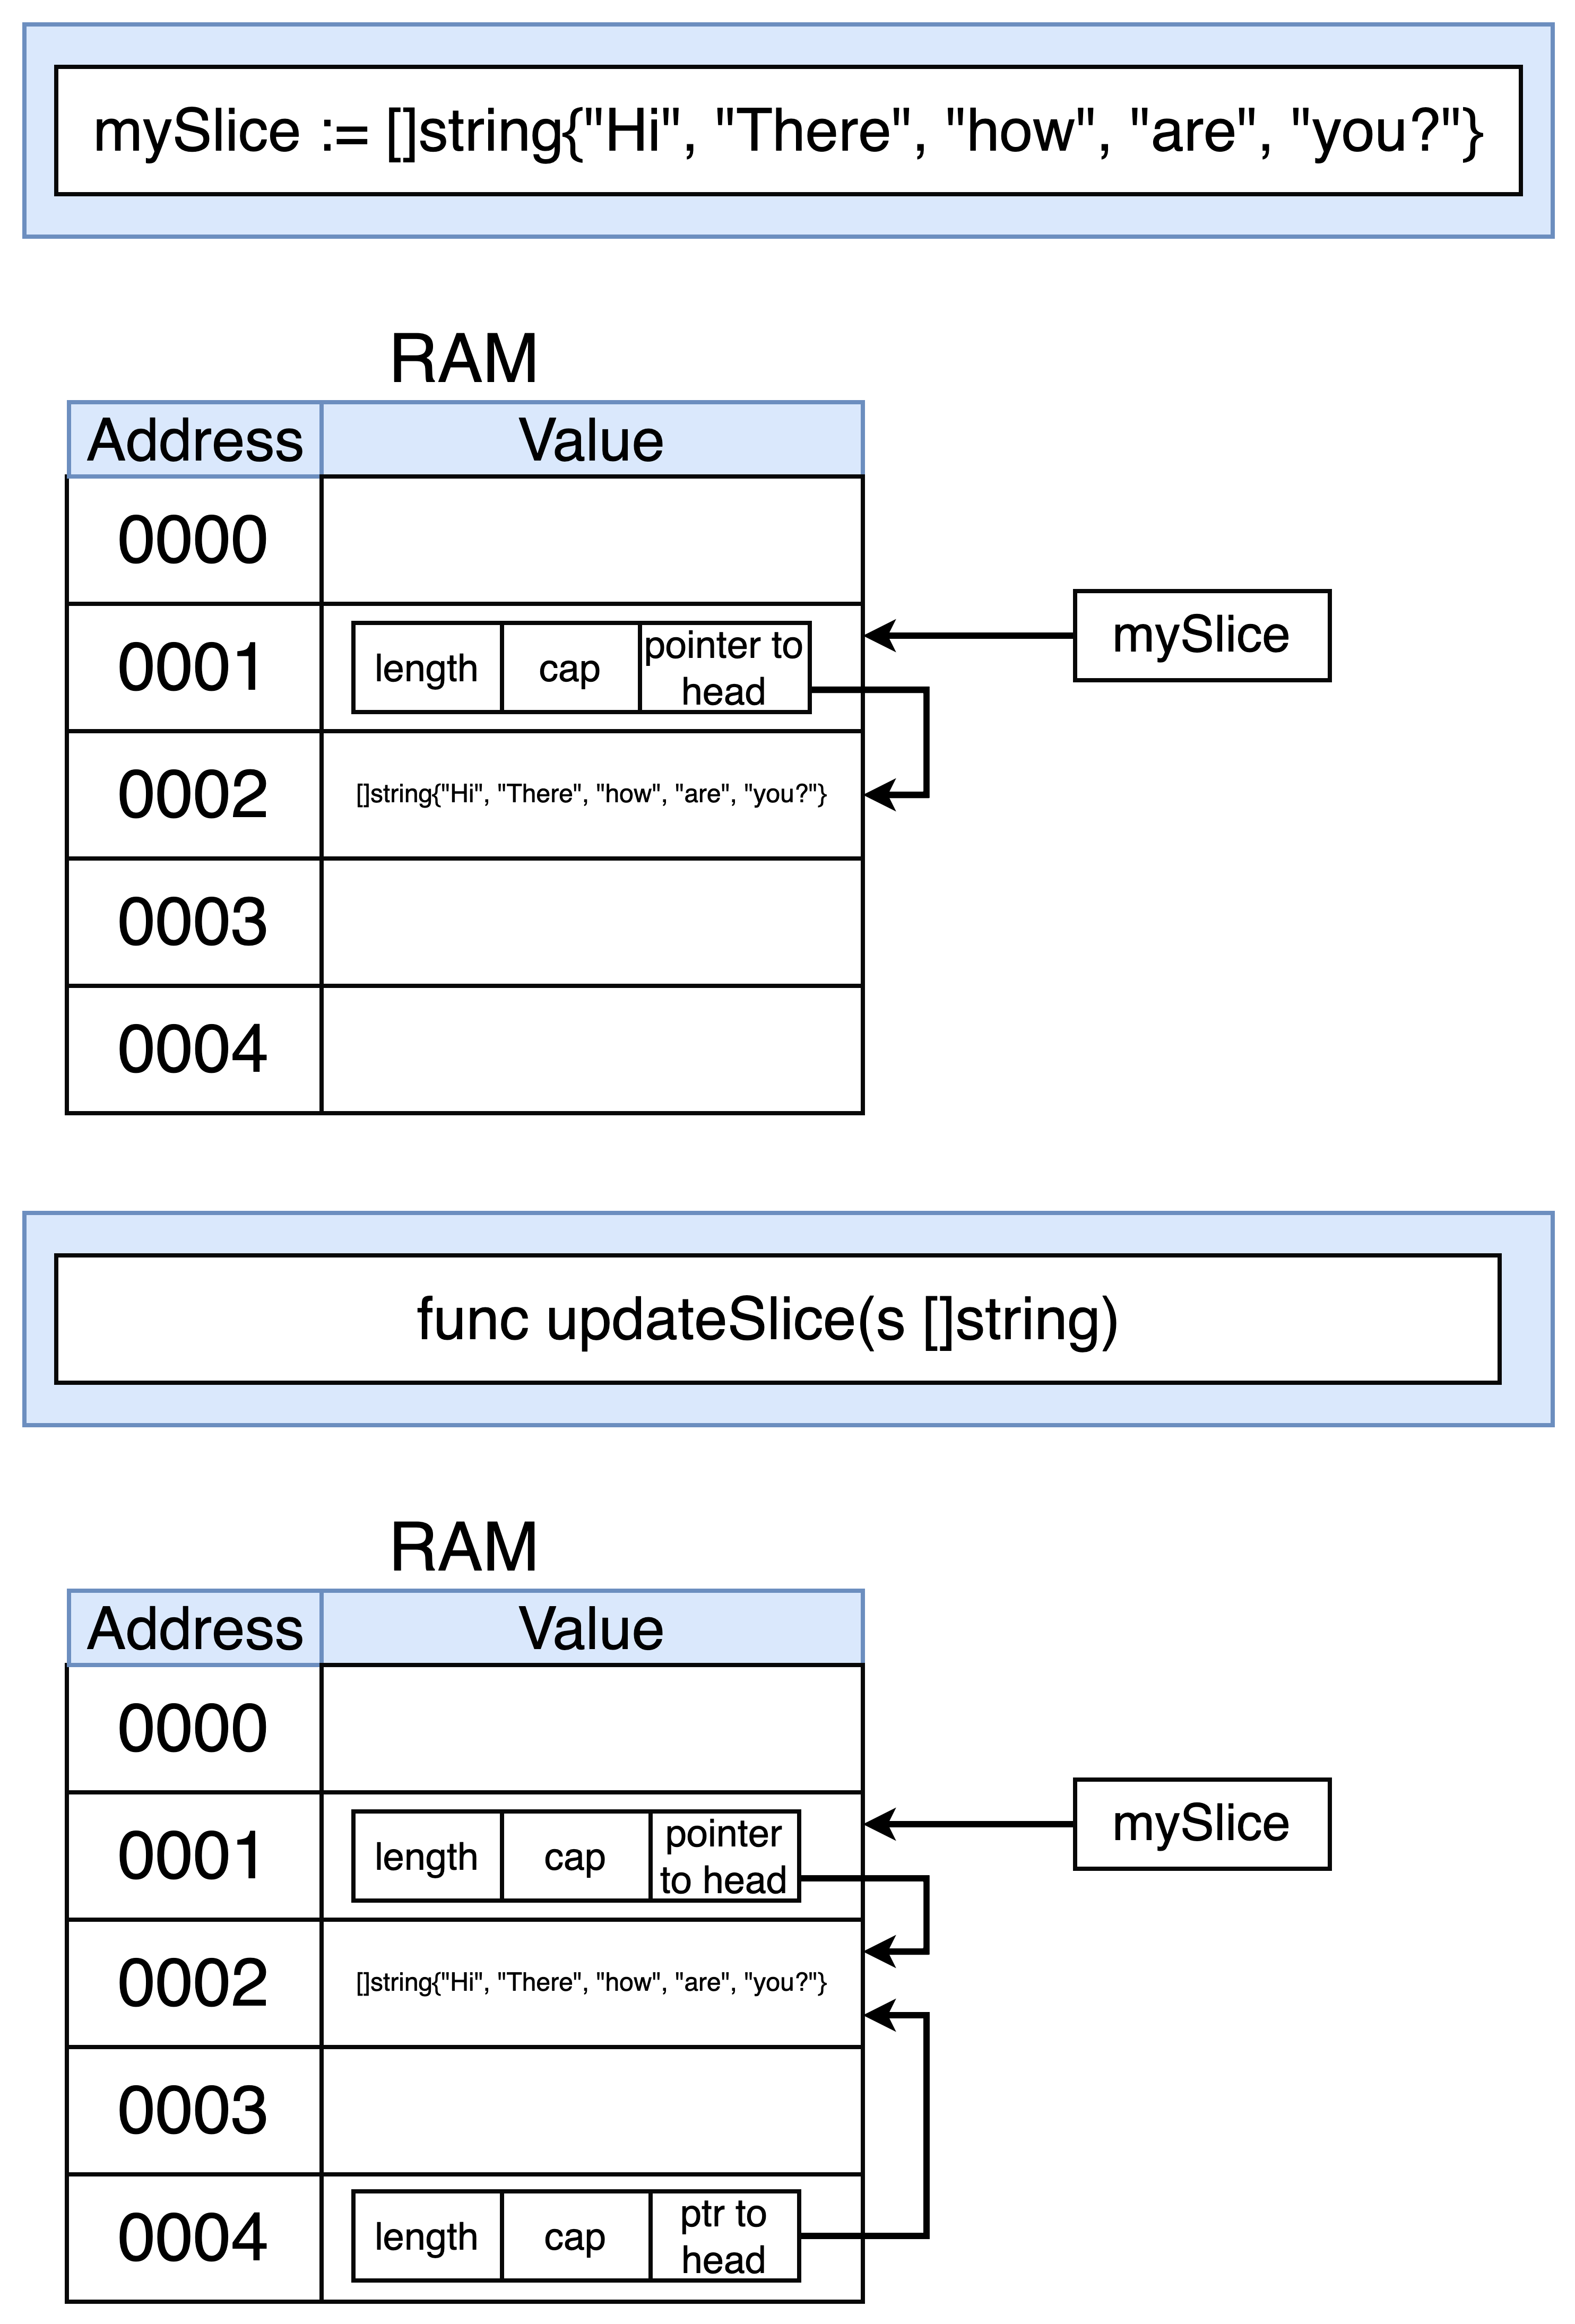 mySlice := []string{"Hi", "There", "how", "are", "you?"}
RAM
Address Value
0000
0001 length cap pointer to
head
mySlice
0002 []string{"Hi", "There", "how", "are", "you?"}
0003
0004
func updateSlice(s []string)
RAM
Address Value
0000
0001 length cap pointer
to head
mySlice
0002 []string{"Hi", "There", "how", "are", "you?"}
0003
0004 length cap ptr to
head